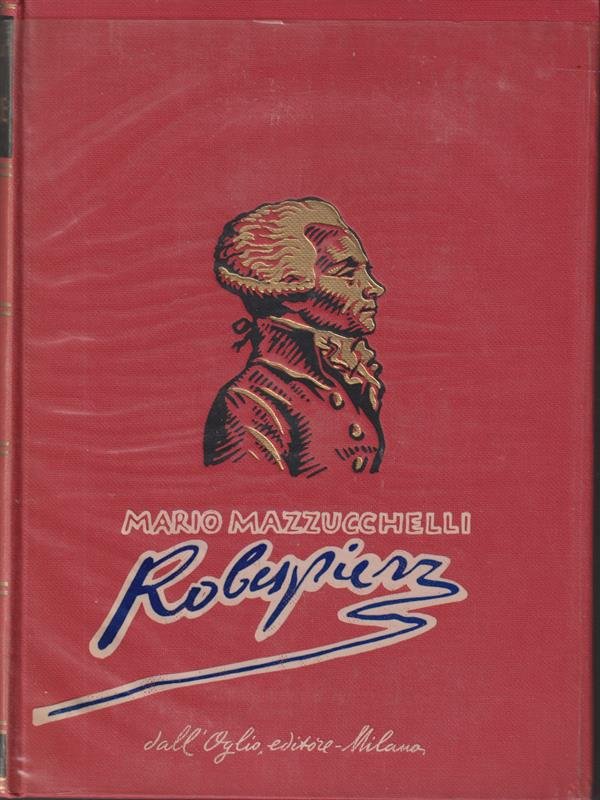 MARIO MAZZUCCHELLI
Robespierre
dall'Oglio, editore - Milano